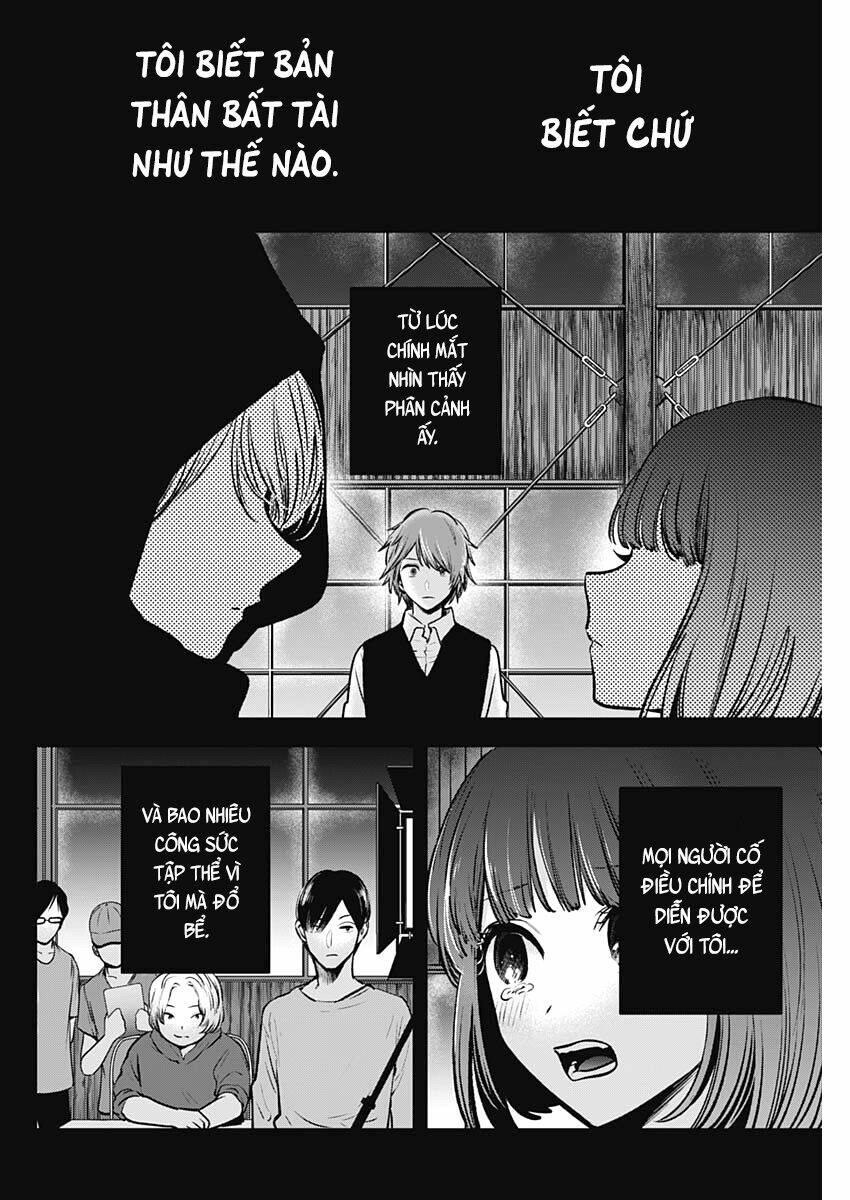 TÔI
BIẾT CHỨ
TÔI BIẾT BẢN
THÂN BẤT TÀI
NHƯ THẾ NÀO.
TỪ LÚC
CHÍNH MẮT
NHÌN THẤY
PHÂN CẢNH
ẤY.
MỌI NGƯỜI CỐ
ĐIỀU CHỈNH ĐỂ
DIỄN ĐƯỢC
VỚI TÔI...
VÀ BAO NHIÊU
CÔNG SỨC
TẬP THỂ VÌ
TÔI MÀ ĐỔ
BỂ.